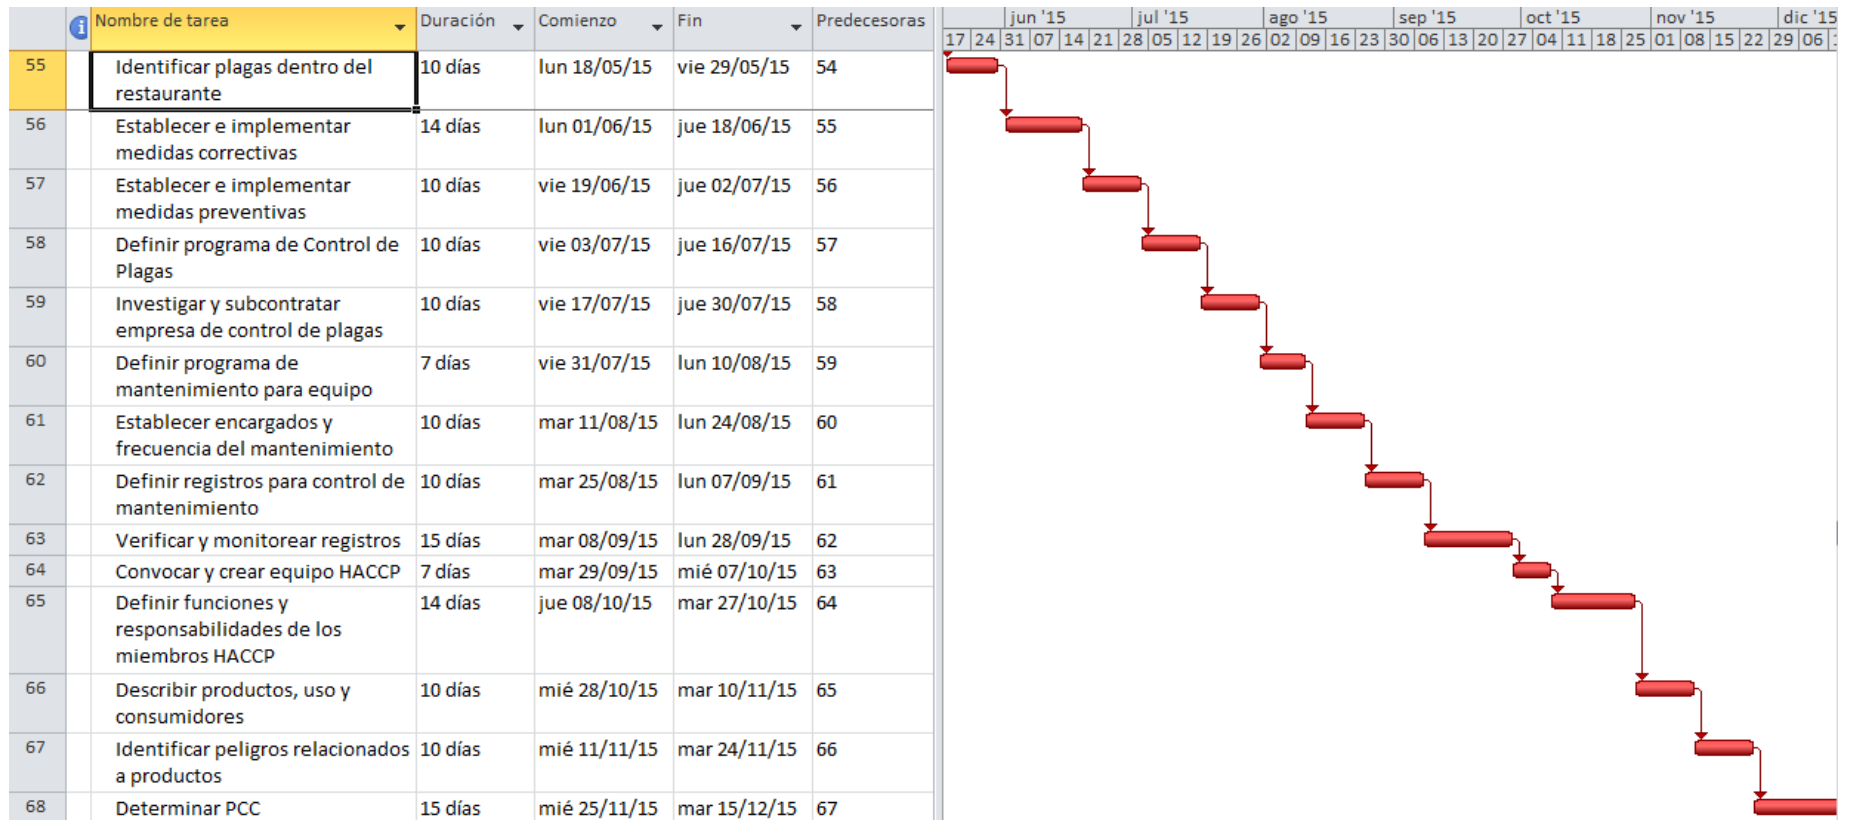 Nombre de tarea Duración Comienzo Fin Predecesoras
jun '15 jul '15 ago '15 sep '15 oct '15 nov '15 dic '15
17 24 31 07 14 21 28 05 12 19 26 02 09 16 23 30 06 13 20 27 04 11 18 25 01 08 15 22 29 06
55 Identificar plagas dentro del 10 días lun 18/05/15 vie 29/05/15 54
restaurante
56 Establecer e implementar 14 días lun 01/06/15 jue 18/06/15 55
medidas correctivas
57 Establecer e implementar 10 días vie 19/06/15 jue 02/07/15 56
medidas preventivas
58 Definir programa de Control de 10 días vie 03/07/15 jue 16/07/15 57
Plagas
59 Investigar y subcontratar 10 días vie 17/07/15 jue 30/07/15 58
empresa de control de plagas
60 Definir programa de 7 días vie 31/07/15 lun 10/08/15 59
mantenimiento para equipo
61 Establecer encargados y 10 días mar 11/08/15 lun 24/08/15 60
frecuencia del mantenimiento
62 Definir registros para control de 10 días mar 25/08/15 lun 07/09/15 61
mantenimiento
63 Verificar y monitorear registros 15 días mar 08/09/15 lun 28/09/15 62
64 Convocar y crear equipo HACCP 7 días mar 29/09/15 mié 07/10/15 63
65 Definir funciones y 14 días jue 08/10/15 mar 27/10/15 64
responsabilidades de los
miembros HACCP
66 Describir productos, uso y 10 días mié 28/10/15 mar 10/11/15 65
consumidores
67 Identificar peligros relacionados 10 días mié 11/11/15 mar 24/11/15 66
a productos
68 Determinar PCC 15 días mié 25/11/15 mar 15/12/15 67